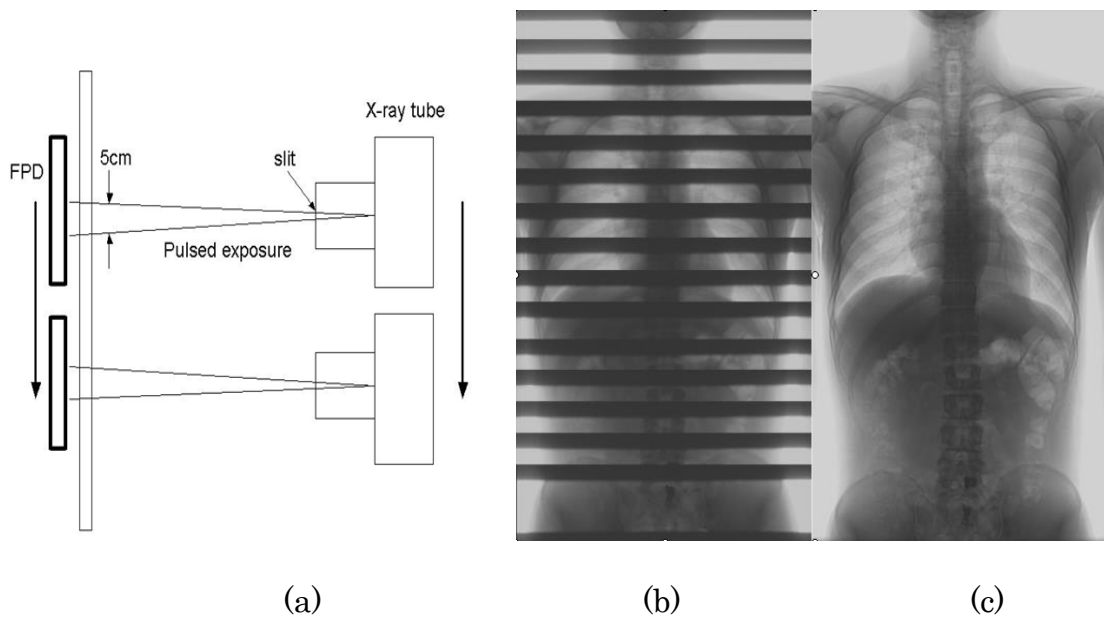 X-ray tube
FPD
5cm
slit
Pulsed exposure
(a)
(b)
(c)